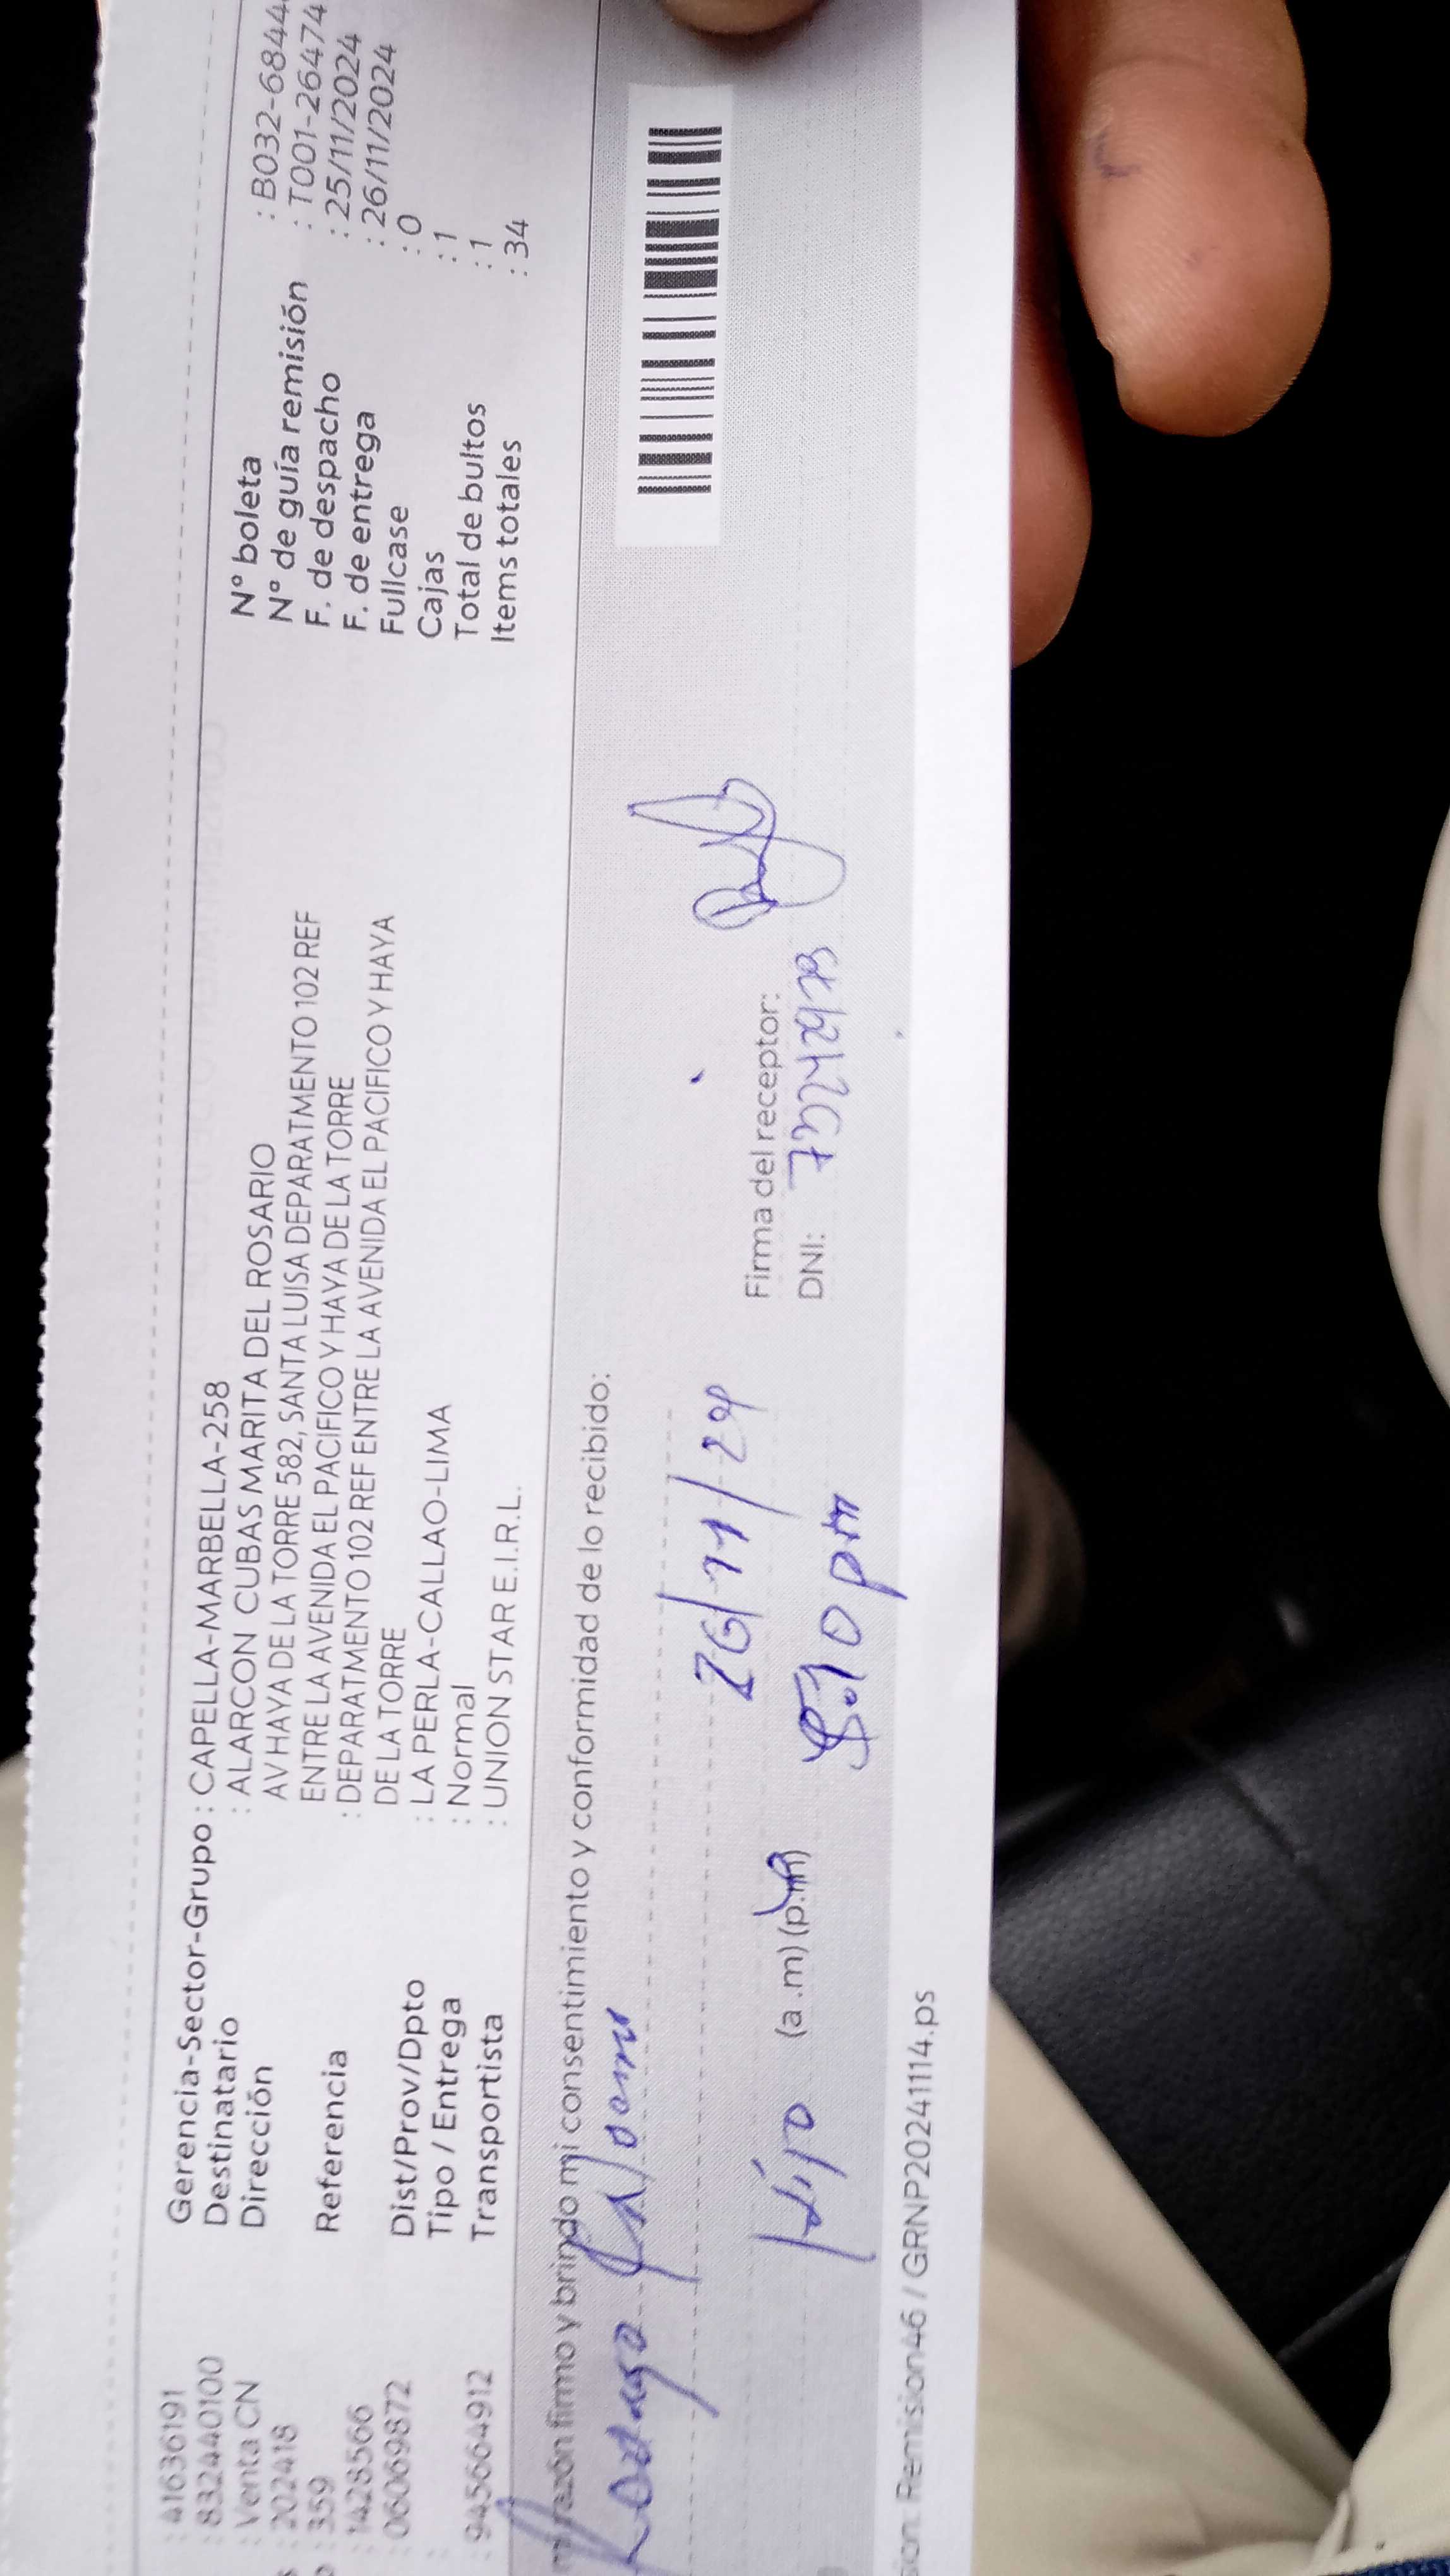 : 41636191
: 832440100
: Venta CN
: 202418
: 359
: 1428566
: 06069872
: 945664912
Gerencia-Sector-Grupo : CAPELLA-MARBELLA-258
Destinatario : ALARCON CUBAS MARITA DEL ROSARIO
Dirección AV HAYA DE LA TORRE 582, SANTA LUISA DEPARATMENTO 102 REF
ENTRE LA AVENIDA EL PACIFICO Y HAYA DE LA TORRE
Referencia : DEPARATMENTO 102 REF ENTRE LA AVENIDA EL PACIFICO Y HAYA
DE LA TORRE
Dist/Prov/Dpto : LA PERLA-CALLAO-LIMA
Tipo / Entrega : Normal
Transportista : UNION STAR E.I.R.L.
N° boleta : B032-6844
N° de guía remisión : T001-26474
F. de despacho : 25/11/2024
F. de entrega : 26/11/2024
Fullcase : 0
Cajas : 1
Total de bultos : 1
Items totales : 34
razón firmo y brindo mi consentimiento y conformidad de lo recibido:
26/11/24
Hijo (a.m) (p.m)
10 pm
Firma del receptor:
DNI:
Remision46 / GRNP20241114.ps